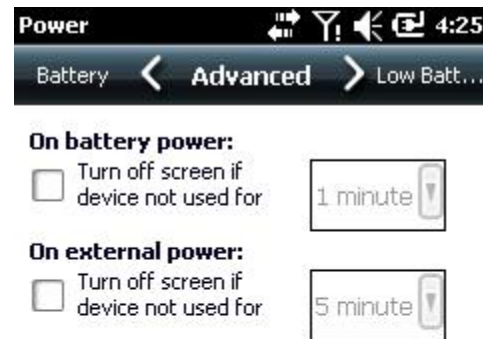 Power 4:25
Battery Advanced Low Batt...
On battery power:
Turn off screen if
device not used for
1 minute
On external power:
Turn off screen if
device not used for
5 minute